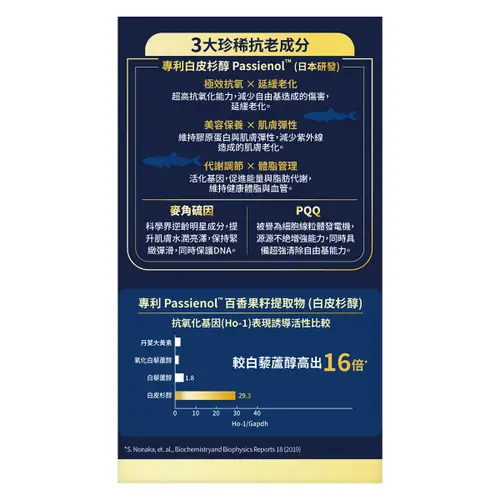 3大珍稀抗老成分
專利白皮杉醇 Passienol™ (日本研發)
極效抗氧 × 延緩老化
超高抗氧化能力,減少自由基造成的傷害,
延緩老化。
美容保養 × 肌膚彈性
維持膠原蛋白與肌膚彈性,減少紫外線
造成的肌膚老化。
代謝調節 × 體脂管理
活化基因,促進能量與脂肪代謝,
維持健康體脂與血管。
麥角硫因
科學界逆齡明星成分,提
升肌膚水潤亮澤,保持緊
緻彈滑,同時保護DNA。
PQQ
被譽為細胞線粒體發電機,
源源不絕增強能力,同時具
備超強清除自由基能力。
專利 Passienol™ 百香果籽提取物 (白皮杉醇)
抗氧化基因(Ho-1)表現誘導活性比較
丹葉大黃素
氧化白藜蘆醇
白藜蘆醇 1.8
白皮杉醇 29.3
0 10 20 30 40
Ho-1/Gapdh
較白藜蘆醇高出16倍*
*S. Nonaka, et. al., Biochemistryand Biophysics Reports 18 (2019)